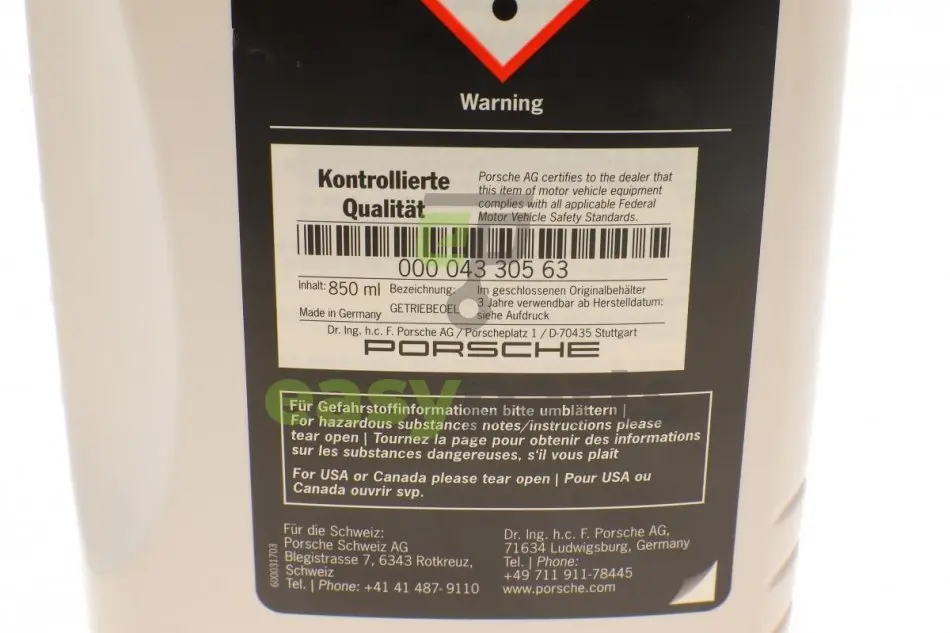 Warning
Kontrollierte
Qualität
Porsche AG certifies to the dealer that
this item of motor vehicle equipment
complies with all applicable Federal
Motor Vehicle Safety Standards.
000 043 305 63
Inhalt: 850 ml
Made in Germany
Bezeichnung:
GETRIEBEOEL
Im geschlossenen Originalbehälter
3 Jahre verwendbar ab Herstelldatum:
siehe Aufdruck
Dr. Ing. h.c. F. Porsche AG / Porscheplatz 1 / D-70435 Stuttgart
PORSCHE
easy
Für Gefahrstoffinformationen bitte umblättern |
For hazardous substances notes/instructions please
tear open | Tournez la page pour obtenir des informations
sur les substances dangereuses, s'il vous plaît
For USA or Canada please tear open | Pour USA ou
Canada ouvrir svp.
600031703
Für die Schweiz:
Porsche Schweiz AG
Blegistrasse 7, 6343 Rotkreuz,
Schweiz
Tel. | Phone: +41 41 487- 9110
Dr. Ing. h.c. F. Porsche AG,
71634 Ludwigsburg, Germany
Tel. | Phone:
+49 711 911-78445
www.porsche.com